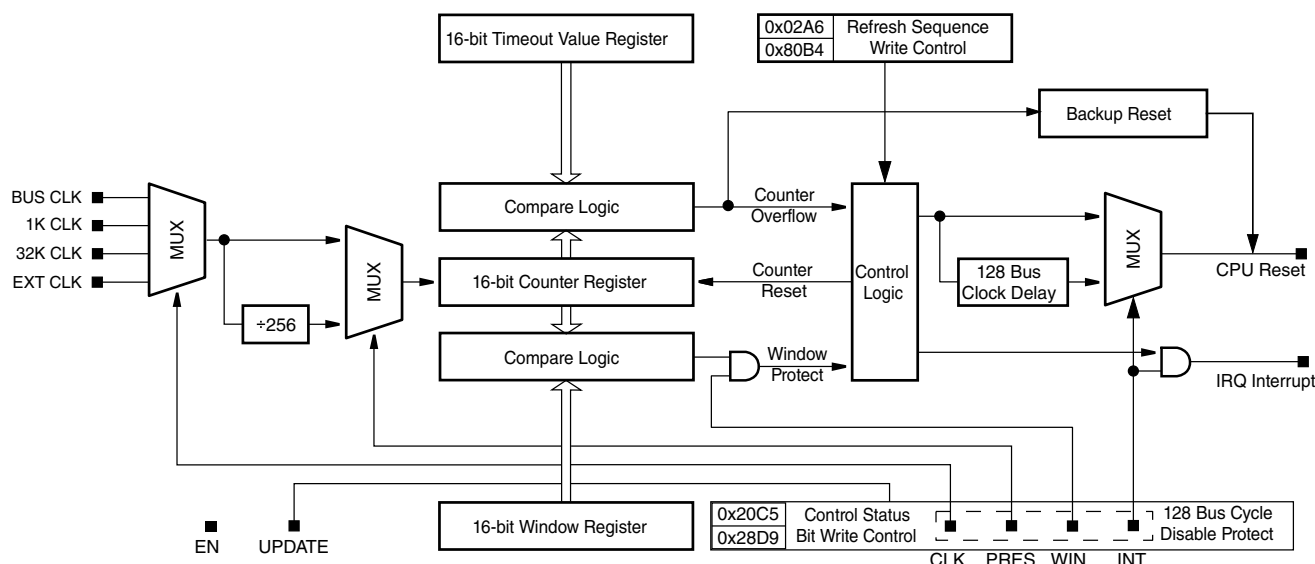 16-bit Timeout Value Register
0x02A6
0x80B4
Refresh Sequence
Write Control
Backup Reset
BUS CLK
1K CLK
32K CLK
EXT CLK
MUX
÷256
MUX
Compare Logic
16-bit Counter Register
Compare Logic
Counter
Overflow
Counter
Reset
Window
Protect
Control
Logic
128 Bus
Clock Delay
MUX
CPU Reset
IRQ Interrupt
EN
UPDATE
16-bit Window Register
0x20C5
0x28D9
Control Status
Bit Write Control
128 Bus Cycle
Disable Protect
CLK
PRES
WIN
INT